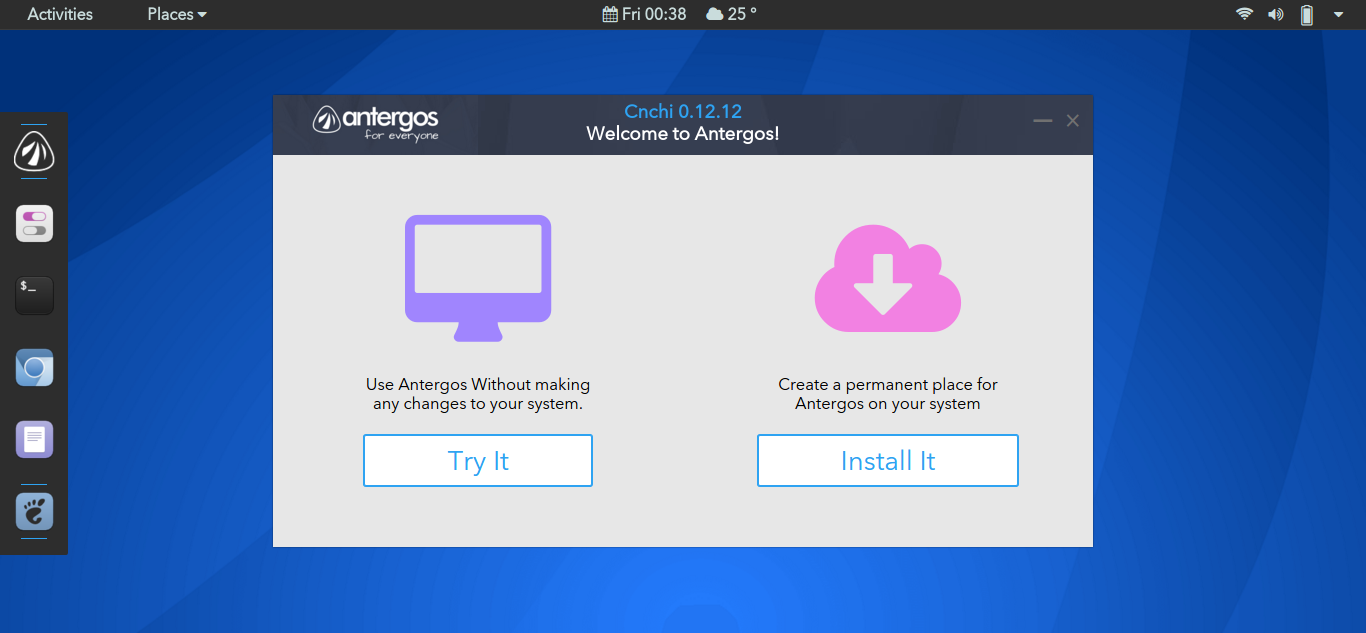 Activities
Places
Fri 00:38
25 °
antergos
for everyone
Cnchi 0.12.12
Welcome to Antergos!
$_
Use Antergos Without making
any changes to your system.
Try It
Create a permanent place for
Antergos on your system
Install It